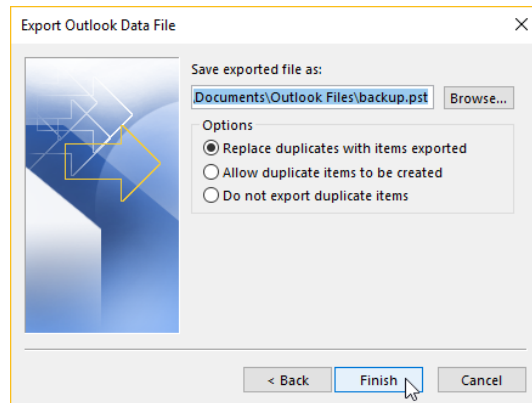 Export Outlook Data File
Save exported file as:
Documents\Outlook Files\backup.pst
Browse...
Options
Replace duplicates with items exported
Allow duplicate items to be created
Do not export duplicate items
< Back
Finish
Cancel